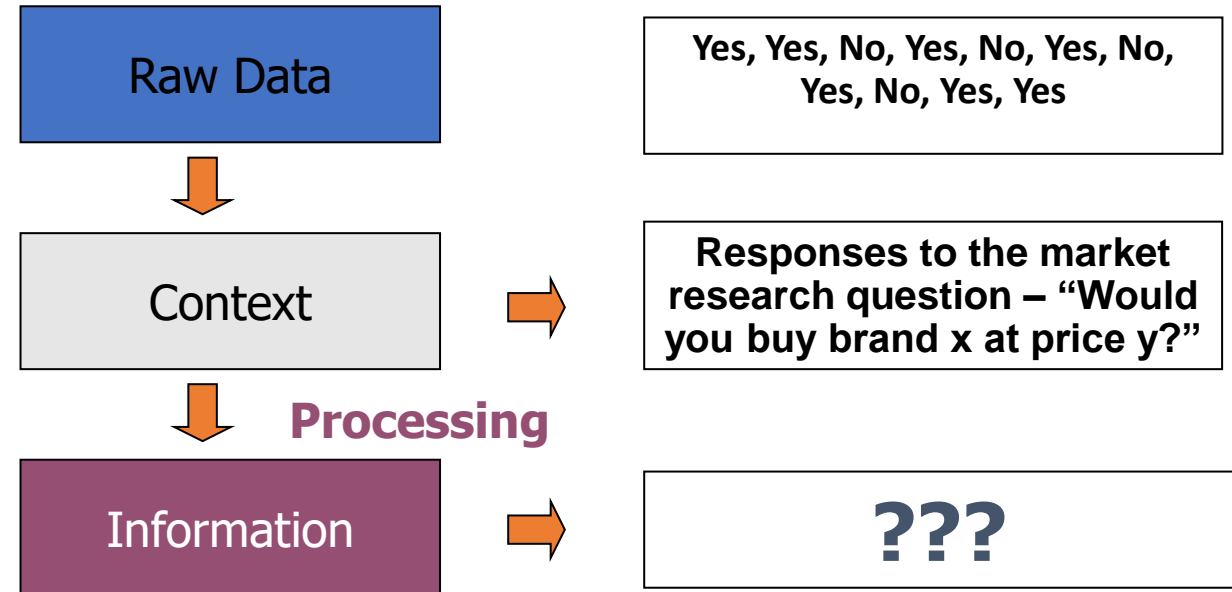 Raw Data
Yes, Yes, No, Yes, No, Yes, No,
Yes, No, Yes, Yes
Context
Responses to the market
research question – “Would
you buy brand x at price y?”
Processing
Information
???